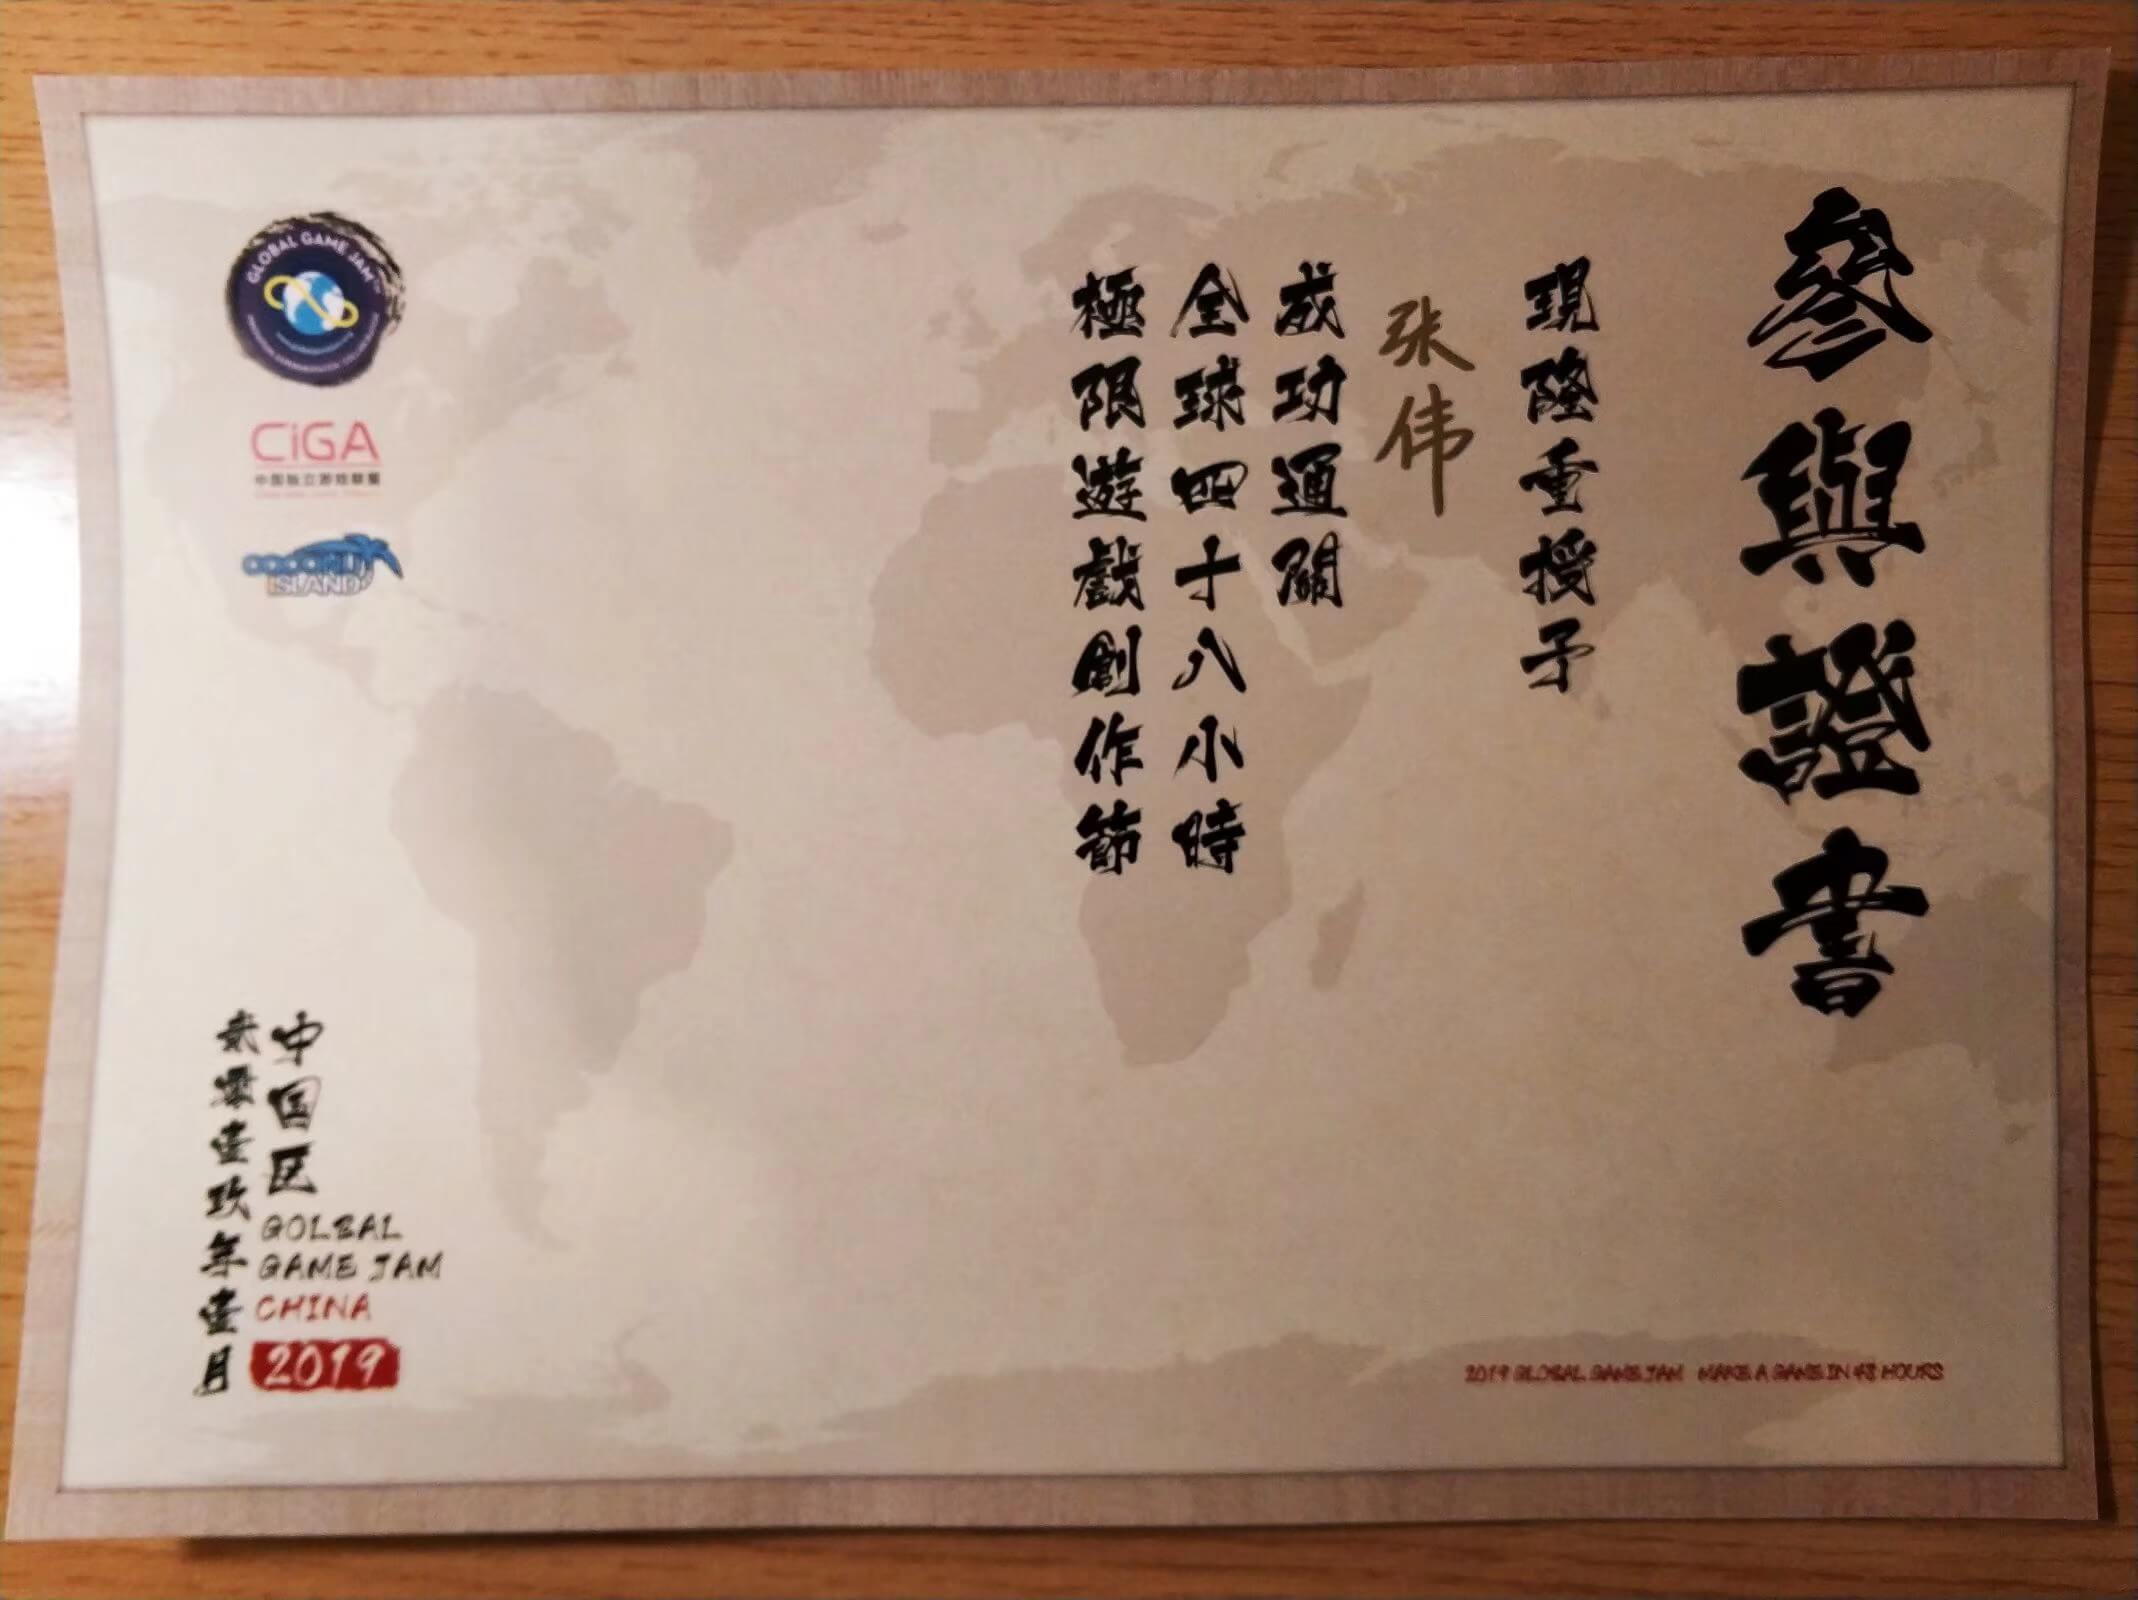 參與證書
現隆重授予
张伟
成功通關
全球四十八小時
極限遊戲創作節
GLOBAL GAME JAM
CiGA
中国独立游戏联盟
COCONUT
ISLAND
中国区
GOLBAL
GAME JAM
CHINA
2019
贰零壹玖年壹月
2019 GLOBAL GAME JAM MAKE A GAME IN 48 HOURS